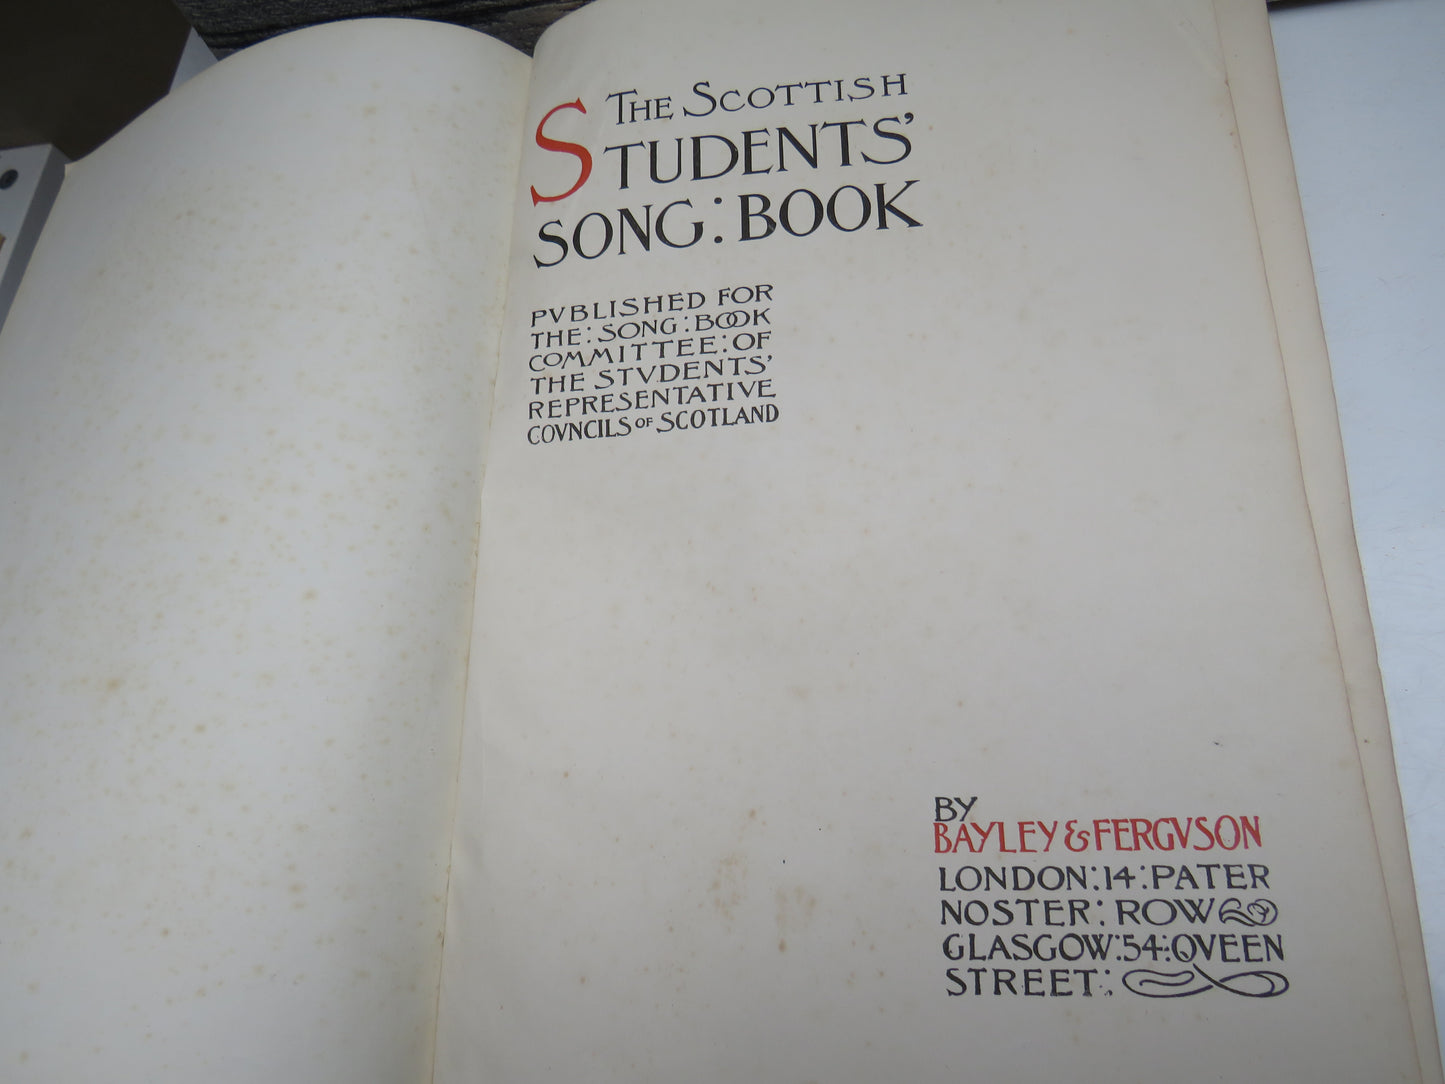 THE SCOTTISH
STUDENTS'
SONG:BOOK
PVBLISHED FOR
THE:SONG:BOOK
COMMITTEE:OF
THE STVDENTS'
REPRESENTATIVE
COVNCILS OF SCOTLAND
BY
BAYLEY & FERGVSON
LONDON:14:PATER
NOSTER:ROW
GLASGOW:54:QVEEN
STREET: